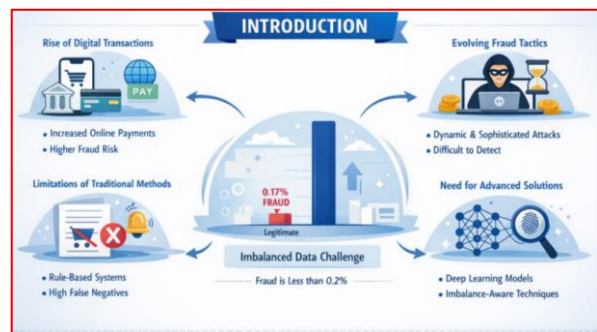 INTRODUCTION
Rise of Digital Transactions
PAY
• Increased Online Payments
• Higher Fraud Risk
Evolving Fraud Tactics
• Dynamic & Sophisticated Attacks
• Difficult to Detect
Limitations of Traditional Methods
• Rule-Based Systems
• High False Negatives
0.17%
FRAUD
Legitimate
Imbalanced Data Challenge
Fraud is Less than 0.2%
Need for Advanced Solutions
• Deep Learning Models
• Imbalance-Aware Techniques